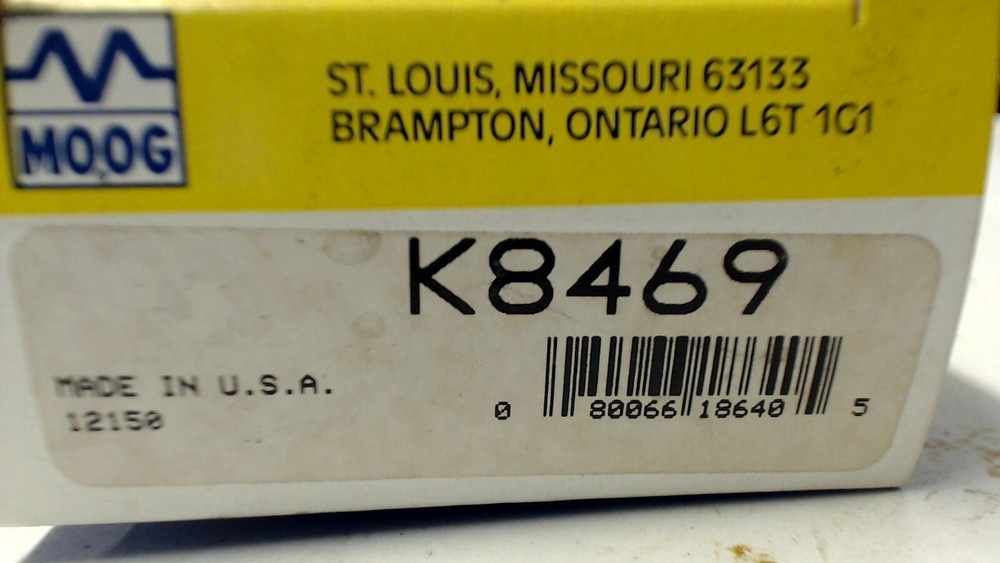 MOOG
ST. LOUIS, MISSOURI 63133
BRAMPTON, ONTARIO L6T 1G1
K8469
MADE IN U.S.A.
12150
0 80066 18640 5